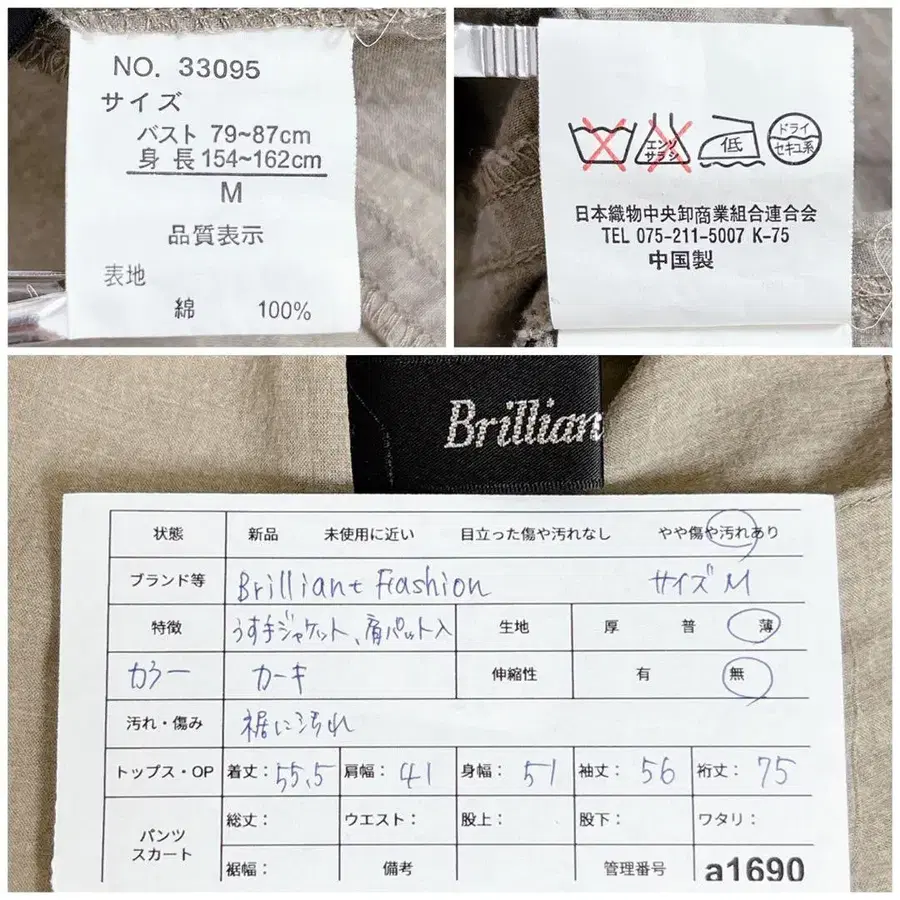 NO. 33095
サイズ
バスト 79~87cm
身長 154~162cm
M
品質表示
表地
綿 100%
エンソサラシ
低
ドライ
セキユ系
日本織物中央卸商業組合連合会
TEL 075-211-5007 K-75
中国製
Brillian
状態 新品 未使用に近い 目立った傷や汚れなし やや傷や汚れあり
ブランド等 Brilliant Fashion サイズ M
特徴 うす手ジャケット、肩パット入 生地 厚 普 薄
カラー カーキ 伸縮性 有 無
汚れ・傷み 裾に汚れ
トップス・OP 着丈: 55.5 肩幅: 41 身幅: 51 袖丈: 56 裄丈: 75
パンツ
スカート
総丈: ウエスト: 股上: 股下: ワタリ:
裾幅: 備考 管理番号 a1690